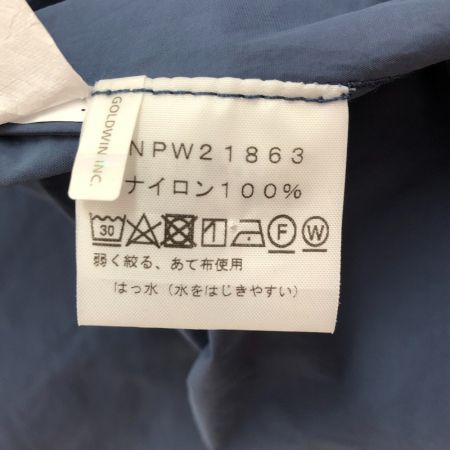 GOLDWIN INC.
NPW21863
ナイロン100%
30 F W
弱く絞る、あて布使用
はっ水(水をはじきやすい)